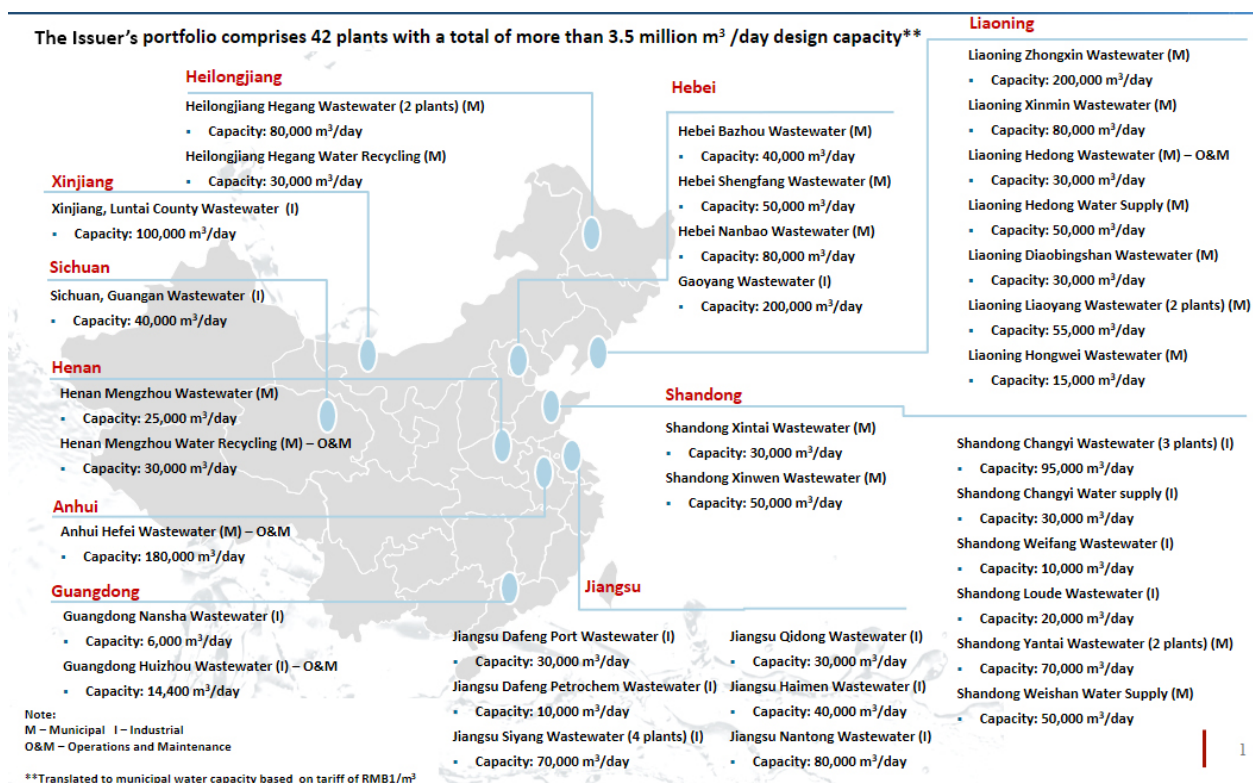 The Issuer's portfolio comprises 42 plants with a total of more than 3.5 million m³ /day design capacity**
Heilongjiang
Heilongjiang Hegang Wastewater (2 plants) (M)
▪ Capacity: 80,000 m³/day
Heilongjiang Hegang Water Recycling (M)
▪ Capacity: 30,000 m³/day
Xinjiang
Xinjiang, Luntai County Wastewater (I)
▪ Capacity: 100,000 m³/day
Sichuan
Sichuan, Guangan Wastewater (I)
▪ Capacity: 40,000 m³/day
Henan
Henan Mengzhou Wastewater (M)
▪ Capacity: 25,000 m³/day
Henan Mengzhou Water Recycling (M) – O&M
▪ Capacity: 30,000 m³/day
Anhui
Anhui Hefei Wastewater (M) – O&M
▪ Capacity: 180,000 m³/day
Guangdong
Guangdong Nansha Wastewater (I)
▪ Capacity: 6,000 m³/day
Guangdong Huizhou Wastewater (I) – O&M
▪ Capacity: 14,400 m³/day
Hebei
Hebei Bazhou Wastewater (M)
▪ Capacity: 40,000 m³/day
Hebei Shengfang Wastewater (M)
▪ Capacity: 50,000 m³/day
Hebei Nanbao Wastewater (M)
▪ Capacity: 80,000 m³/day
Gaoyang Wastewater (I)
▪ Capacity: 200,000 m³/day
Liaoning
Liaoning Zhongxin Wastewater (M)
▪ Capacity: 200,000 m³/day
Liaoning Xinmin Wastewater (M)
▪ Capacity: 80,000 m³/day
Liaoning Hedong Wastewater (M) – O&M
▪ Capacity: 30,000 m³/day
Liaoning Hedong Water Supply (M)
▪ Capacity: 50,000 m³/day
Liaoning Diaobingshan Wastewater (M)
▪ Capacity: 30,000 m³/day
Liaoning Liaoyang Wastewater (2 plants) (M)
▪ Capacity: 55,000 m³/day
Liaoning Hongwei Wastewater (M)
▪ Capacity: 15,000 m³/day
Shandong
Shandong Xintai Wastewater (M)
▪ Capacity: 30,000 m³/day
Shandong Xinwen Wastewater (M)
▪ Capacity: 50,000 m³/day
Shandong Changyi Wastewater (3 plants) (I)
▪ Capacity: 95,000 m³/day
Shandong Changyi Water supply (I)
▪ Capacity: 30,000 m³/day
Shandong Weifang Wastewater (I)
▪ Capacity: 10,000 m³/day
Shandong Loude Wastewater (I)
▪ Capacity: 20,000 m³/day
Shandong Yantai Wastewater (2 plants) (M)
▪ Capacity: 70,000 m³/day
Shandong Weishan Water Supply (M)
▪ Capacity: 50,000 m³/day
Jiangsu
Jiangsu Dafeng Port Wastewater (I)
▪ Capacity: 30,000 m³/day
Jiangsu Dafeng Petrochem Wastewater (I)
▪ Capacity: 10,000 m³/day
Jiangsu Siyang Wastewater (4 plants) (I)
▪ Capacity: 70,000 m³/day
Jiangsu Qidong Wastewater (I)
▪ Capacity: 30,000 m³/day
Jiangsu Haimen Wastewater (I)
▪ Capacity: 40,000 m³/day
Jiangsu Nantong Wastewater (I)
▪ Capacity: 80,000 m³/day
Note:
M – Municipal I – Industrial
O&M – Operations and Maintenance
**Translated to municipal water capacity based on tariff of RMB1/m³
1